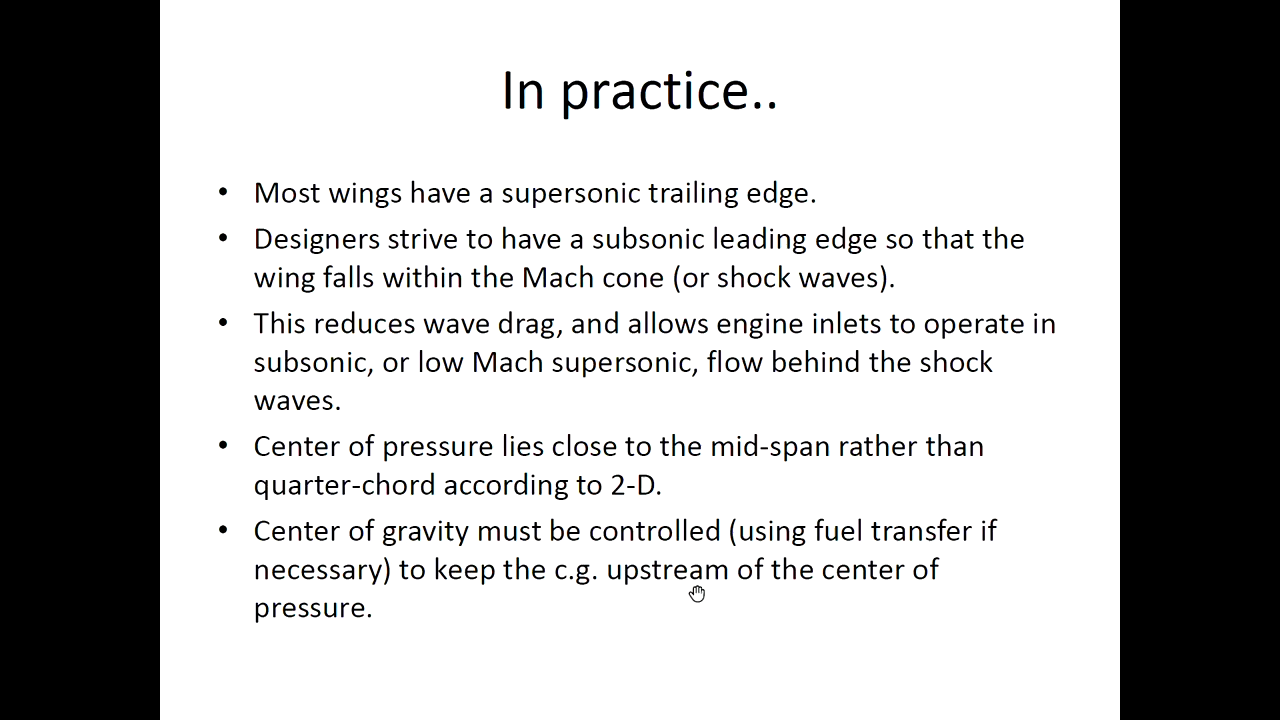 In practice..
• Most wings have a supersonic trailing edge.
• Designers strive to have a subsonic leading edge so that the
wing falls within the Mach cone (or shock waves).
• This reduces wave drag, and allows engine inlets to operate in
subsonic, or low Mach supersonic, flow behind the shock
waves.
• Center of pressure lies close to the mid-span rather than
quarter-chord according to 2-D.
• Center of gravity must be controlled (using fuel transfer if
necessary) to keep the c.g. upstream of the center of
pressure.